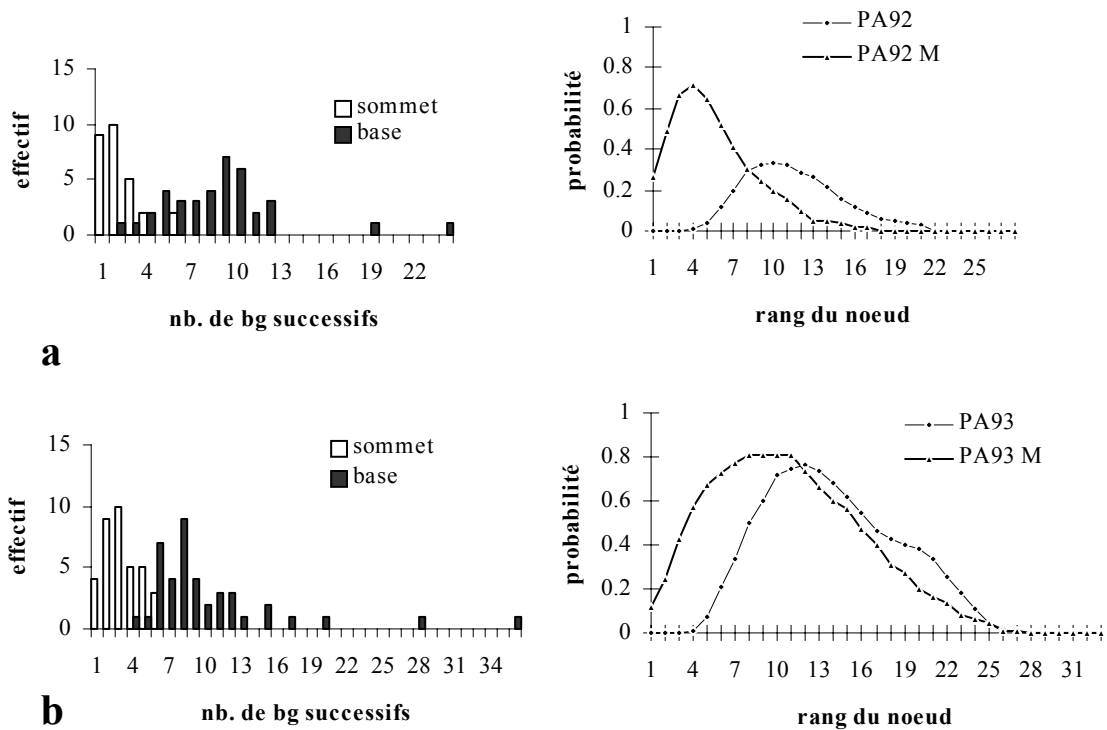 PA92
PA92 M
sommet
base
effectif
15
10
5
0
1 4 7 10 13 16 19 22
nb. de bg successifs
probabilité
1
0.8
0.6
0.4
0.2
0
1 4 7 10 13 16 19 22 25
rang du noeud
a
sommet
base
effectif
15
10
5
0
1 4 7 10 13 16 19 22 25 28 31 34
nb. de bg successifs
PA93
PA93 M
probabilité
1
0.8
0.6
0.4
0.2
0
1 4 7 10 13 16 19 22 25 28 31
rang du noeud
b